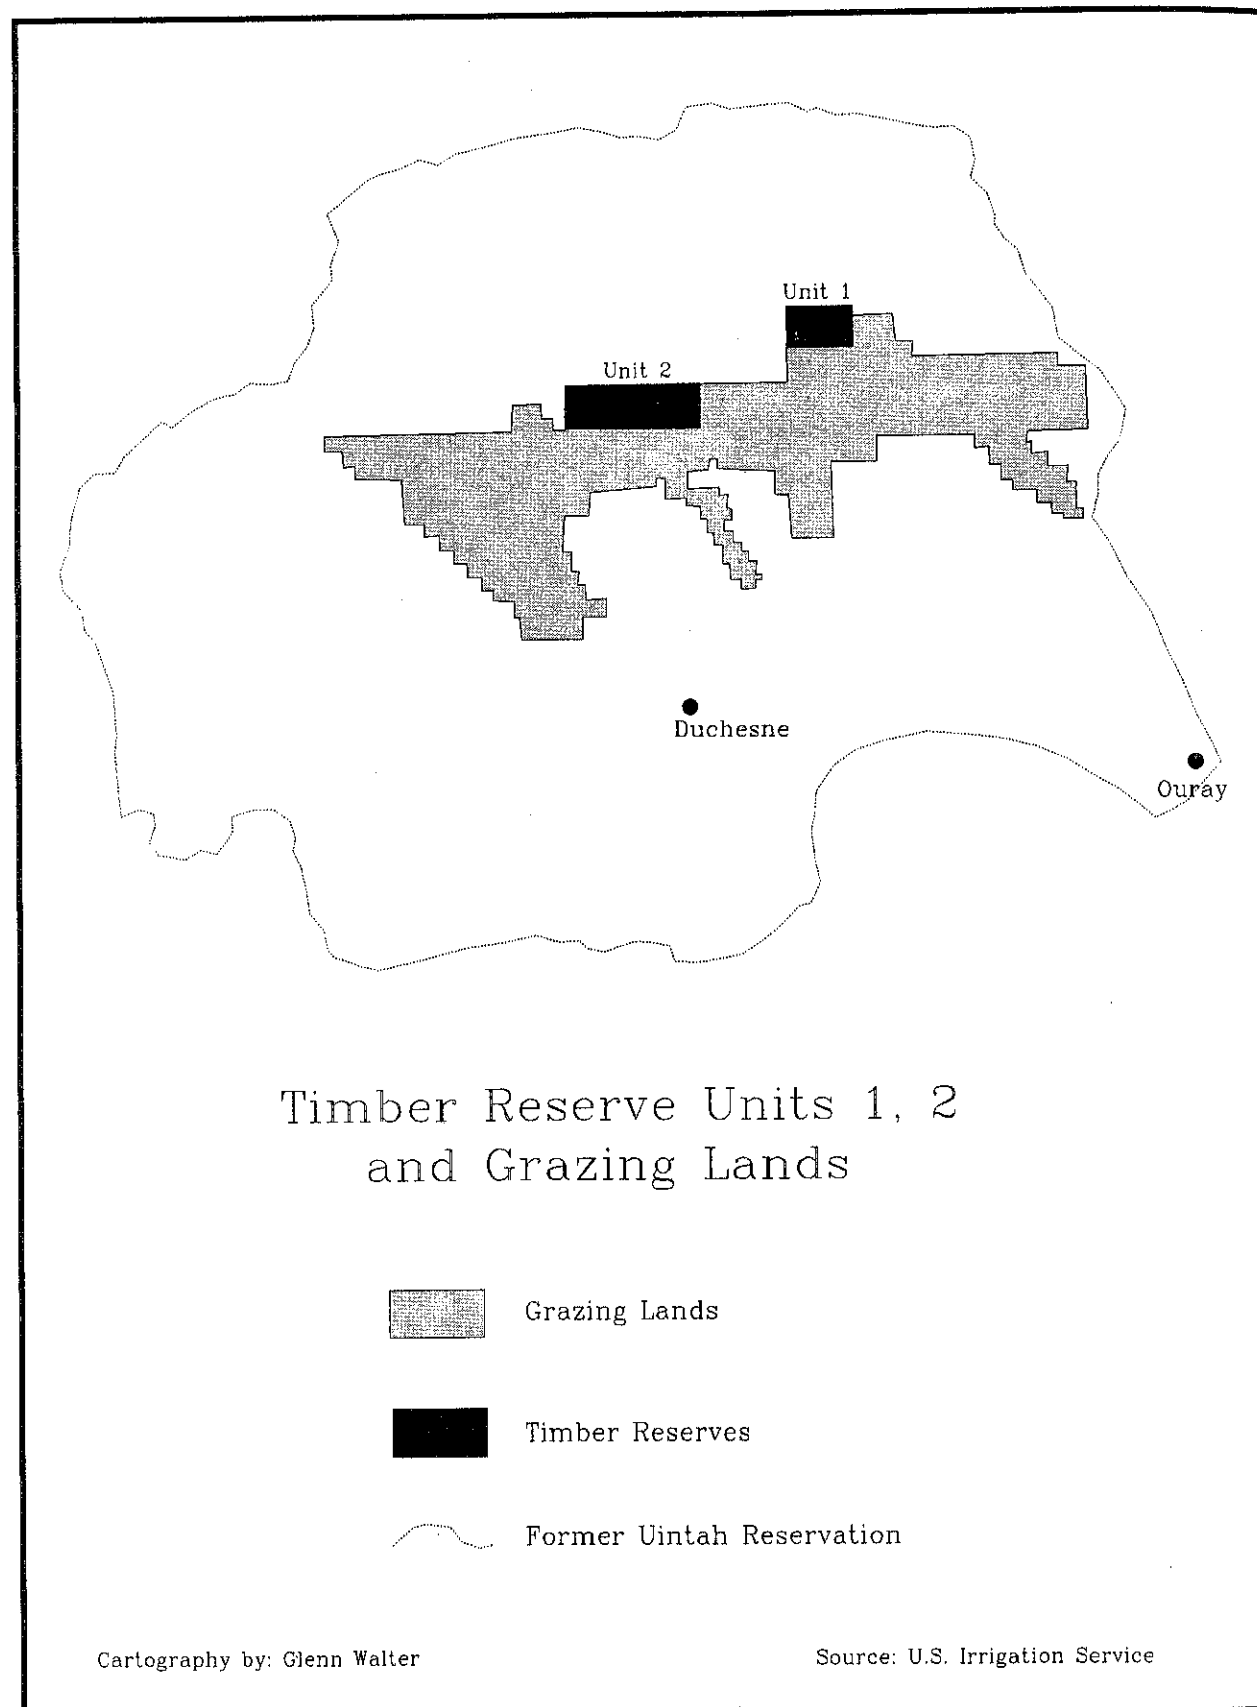 Unit 1
Unit 2
Duchesne
Ouray
Timber Reserve Units 1, 2
and Grazing Lands
Grazing Lands
Timber Reserves
Former Uintah Reservation
Cartography by: Glenn Walter
Source: U.S. Irrigation Service